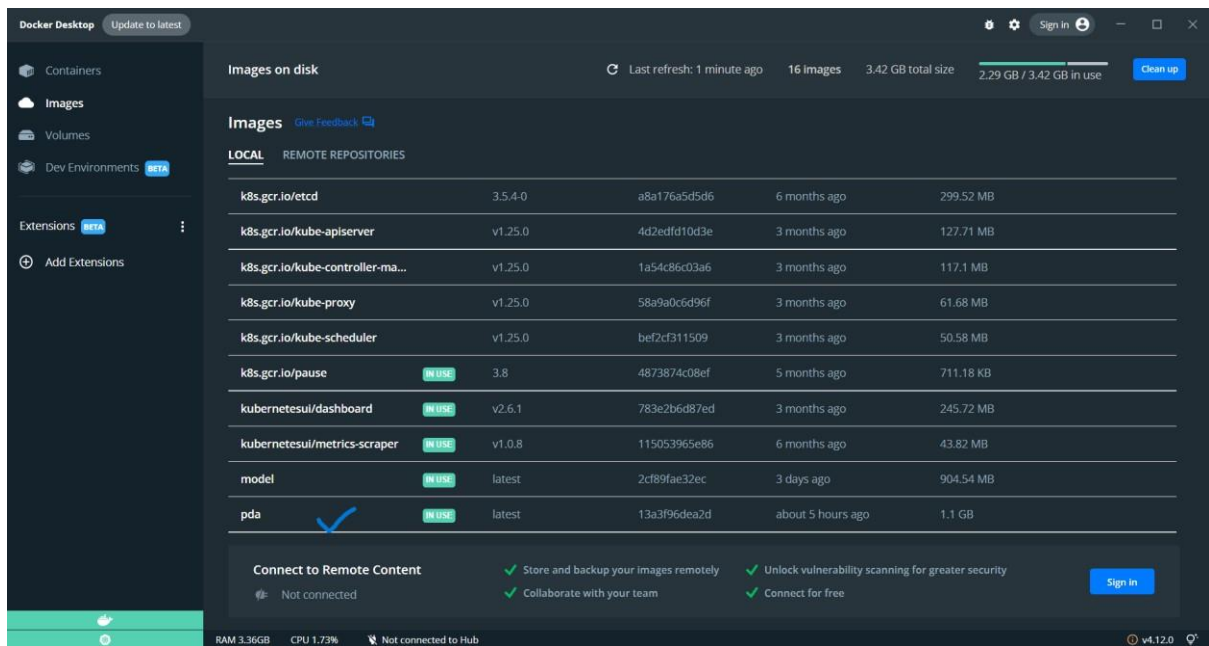 Docker Desktop Update to latest Sign in
Containers
Images
Volumes
Dev Environments BETA
Extensions BETA
Add Extensions
Images on disk Last refresh: 1 minute ago 16 images 3.42 GB total size 2.29 GB / 3.42 GB in use Clean up
Images Give Feedback
LOCAL REMOTE REPOSITORIES
k8s.gcr.io/etcd 3.5.4-0 a8a176a5d5d6 6 months ago 299.52 MB
k8s.gcr.io/kube-apiserver v1.25.0 4d2edfd10d3e 3 months ago 127.71 MB
k8s.gcr.io/kube-controller-ma... v1.25.0 1a54c86c03a6 3 months ago 117.1 MB
k8s.gcr.io/kube-proxy v1.25.0 58a9a0c6d96f 3 months ago 61.68 MB
k8s.gcr.io/kube-scheduler v1.25.0 bef2cf311509 3 months ago 50.58 MB
k8s.gcr.io/pause IN USE 3.8 4873874c08ef 5 months ago 711.18 KB
kubernetesui/dashboard IN USE v2.6.1 783e2b6d87ed 3 months ago 245.72 MB
kubernetesui/metrics-scraper IN USE v1.0.8 115053965e86 6 months ago 43.82 MB
model IN USE latest 2cf89fae32ec 3 days ago 904.54 MB
pda IN USE latest 13a3f96dea2d about 5 hours ago 1.1 GB
Connect to Remote Content
Not connected
Store and backup your images remotely Unlock vulnerability scanning for greater security
Collaborate with your team Connect for free
Sign in
RAM 3.36GB CPU 1.73% Not connected to Hub v4.12.0